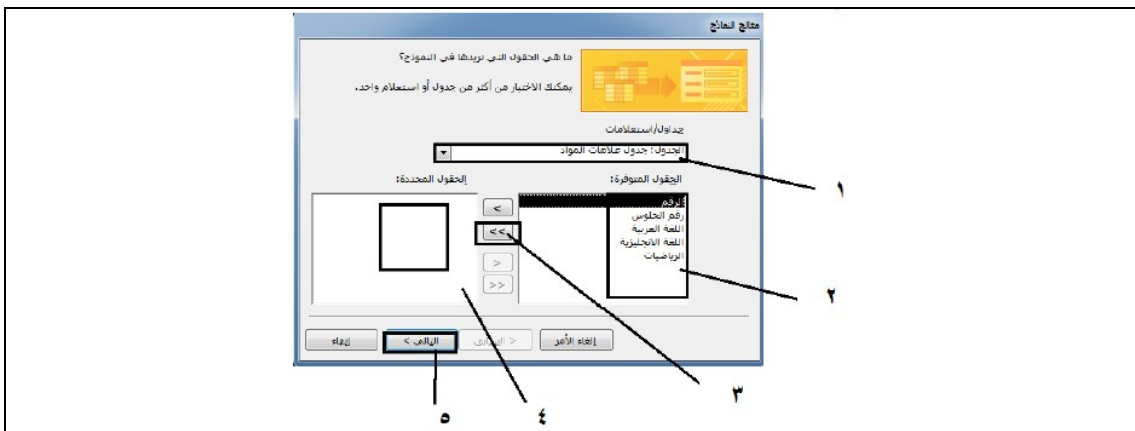 معالج النماذج
ما هي الحقول التي تريدها في النموذج؟
يمكنك الاختيار من أكثر من جدول أو استعلام واحد.
جداول/استعلامات
الجدول: جدول علامات المواد
الحقول المتوفرة:
الحقول المحددة:
الرقم
رقم الجلوس
اللغة العربية
اللغة الانجليزية
الرياضيات
<
<<
>
>>
إلغاء الأمر
< السابق
التالي >
إنهاء
١
٢
٣
٤
٥